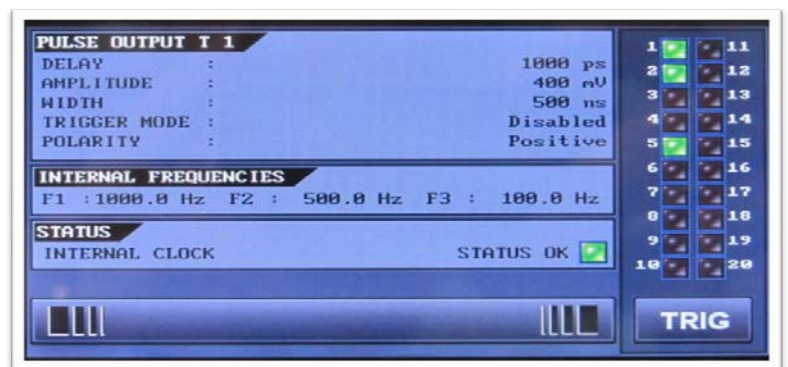 PULSE OUTPUT T 1
DELAY : 1000 ps
AMPLITUDE : 400 mV
WIDTH : 500 ns
TRIGGER MODE : Disabled
POLARITY : Positive
INTERNAL FREQUENCIES
F1 :1000.0 Hz F2 : 500.0 Hz F3 : 100.0 Hz
STATUS
INTERNAL CLOCK STATUS OK
1 11
2 12
3 13
4 14
5 15
6 16
7 17
8 18
9 19
10 20
TRIG